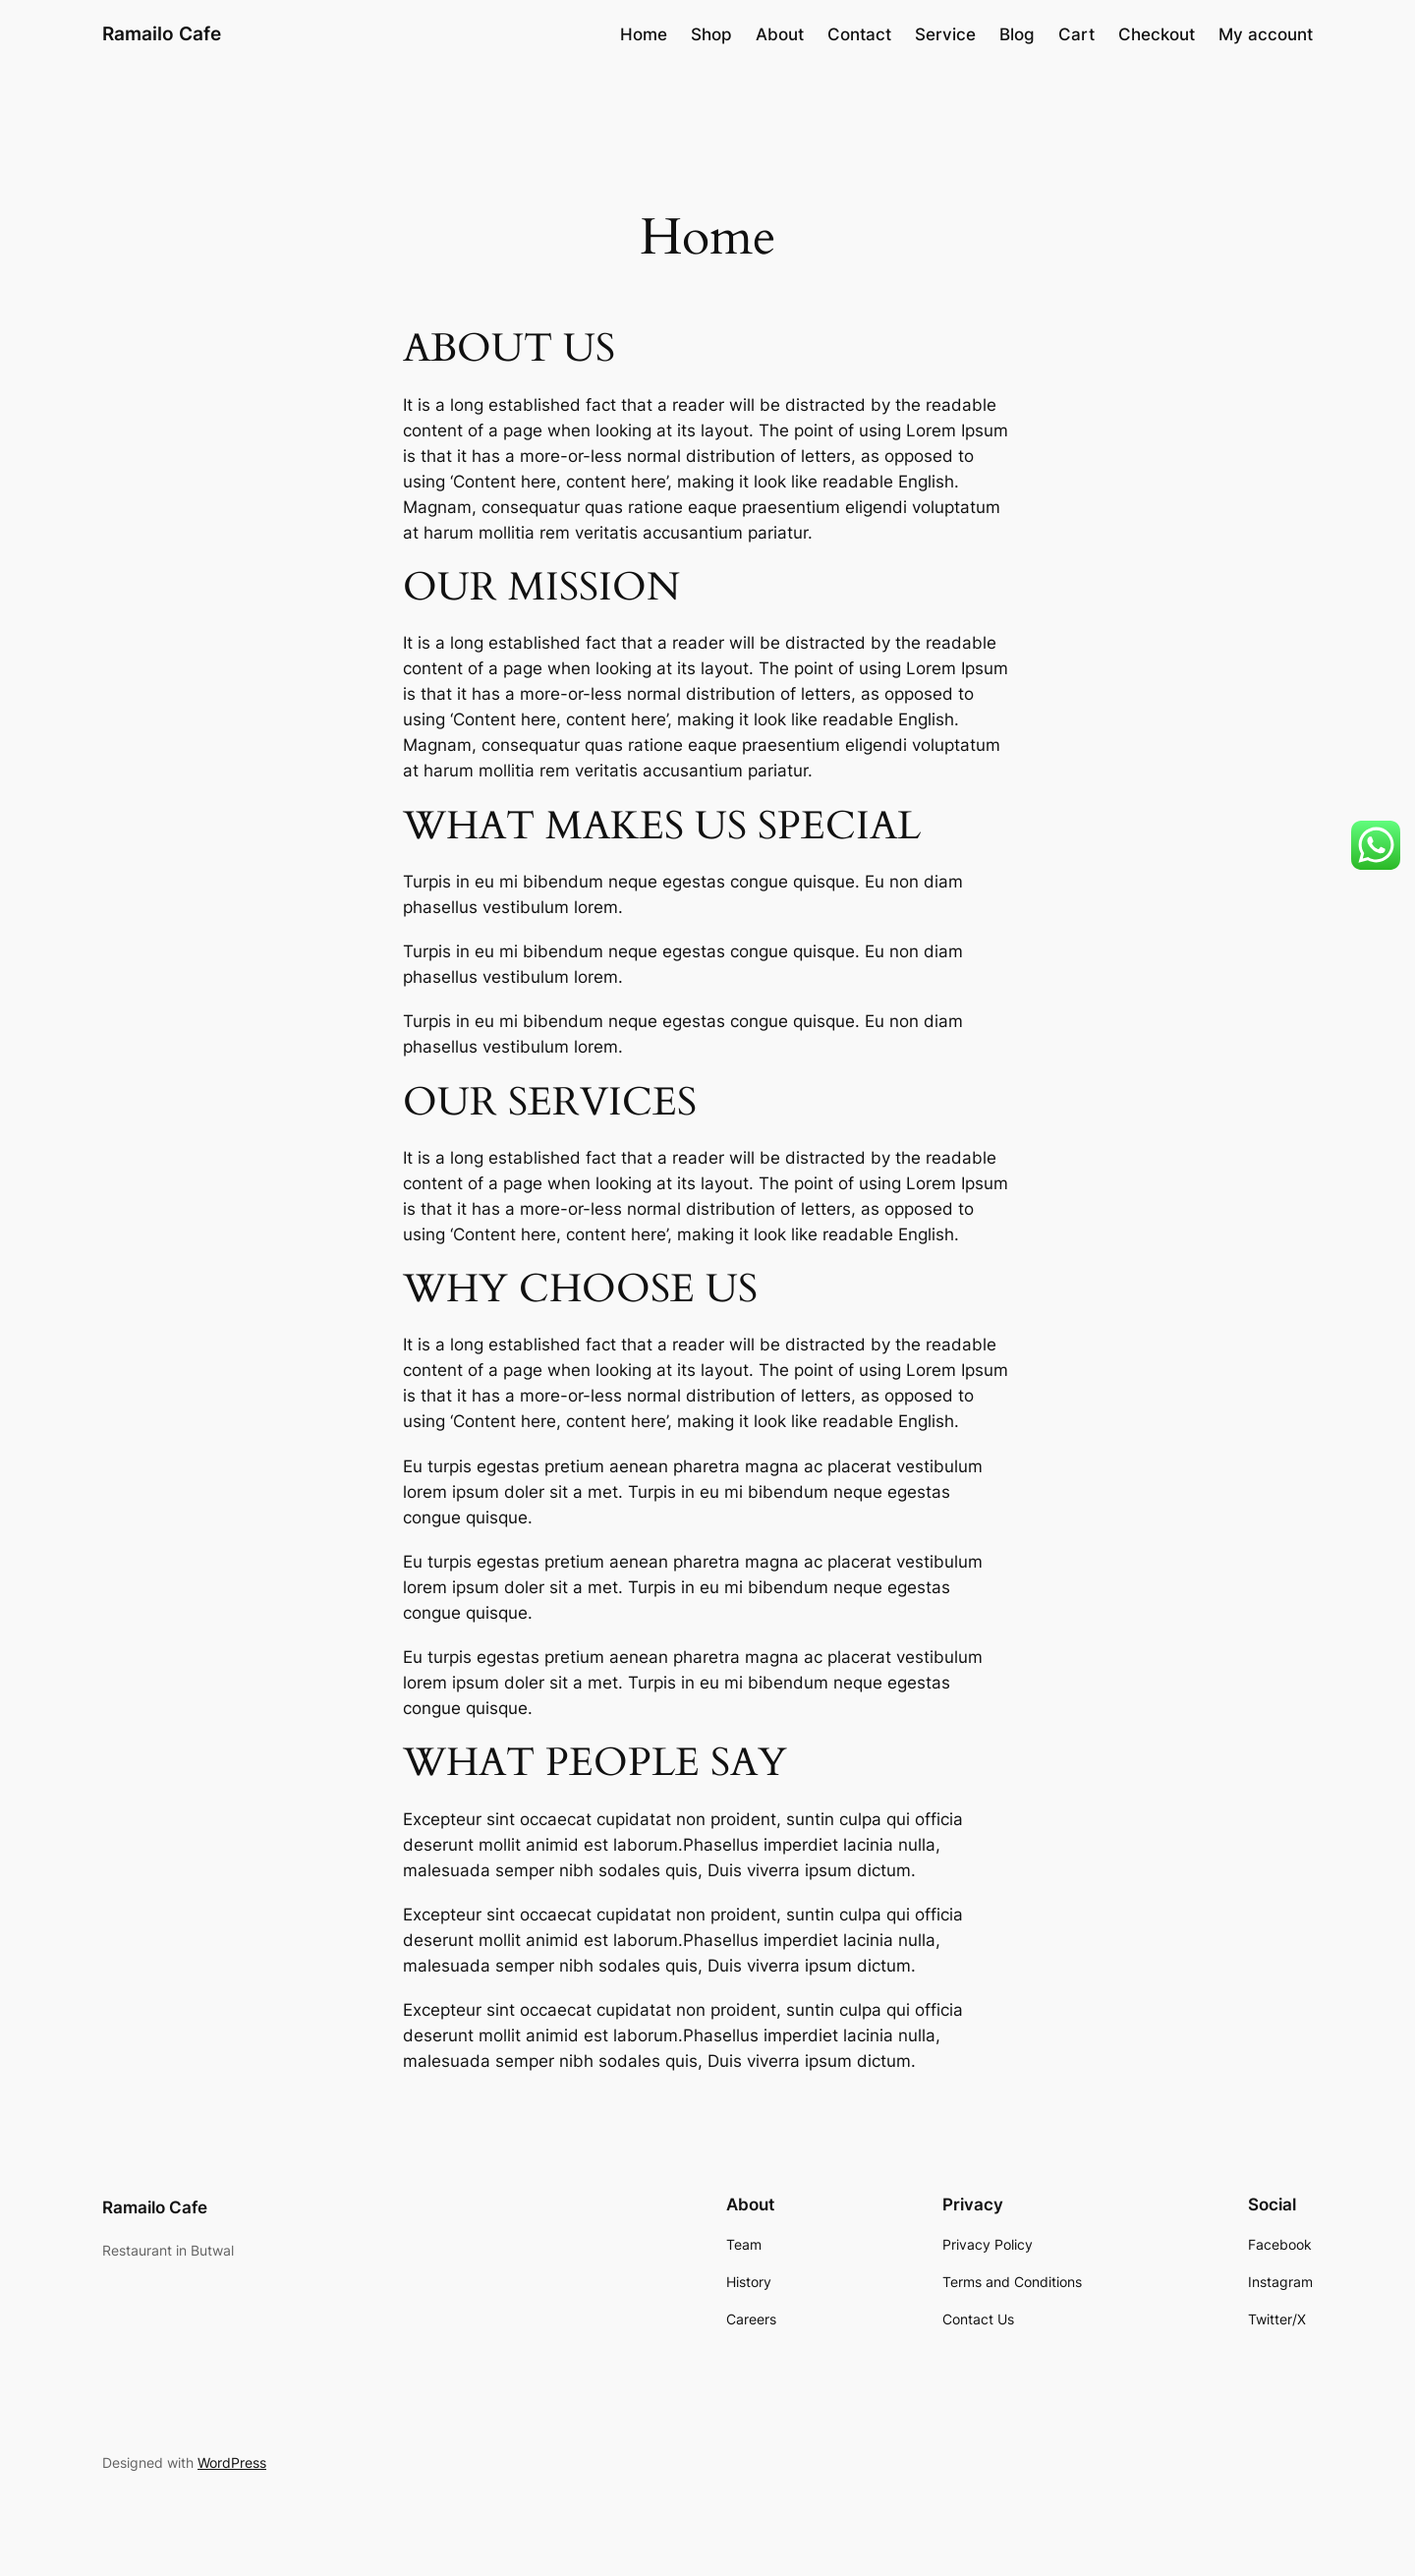 Ramailo Cafe
Home Shop About Contact Service Blog Cart Checkout My account
Home
ABOUT US
It is a long established fact that a reader will be distracted by the readable
content of a page when looking at its layout. The point of using Lorem Ipsum
is that it has a more-or-less normal distribution of letters, as opposed to
using ‘Content here, content here’, making it look like readable English.
Magnam, consequatur quas ratione eaque praesentium eligendi voluptatum
at harum mollitia rem veritatis accusantium pariatur.
OUR MISSION
It is a long established fact that a reader will be distracted by the readable
content of a page when looking at its layout. The point of using Lorem Ipsum
is that it has a more-or-less normal distribution of letters, as opposed to
using ‘Content here, content here’, making it look like readable English.
Magnam, consequatur quas ratione eaque praesentium eligendi voluptatum
at harum mollitia rem veritatis accusantium pariatur.
WHAT MAKES US SPECIAL
Turpis in eu mi bibendum neque egestas congue quisque. Eu non diam
phasellus vestibulum lorem.
Turpis in eu mi bibendum neque egestas congue quisque. Eu non diam
phasellus vestibulum lorem.
Turpis in eu mi bibendum neque egestas congue quisque. Eu non diam
phasellus vestibulum lorem.
OUR SERVICES
It is a long established fact that a reader will be distracted by the readable
content of a page when looking at its layout. The point of using Lorem Ipsum
is that it has a more-or-less normal distribution of letters, as opposed to
using ‘Content here, content here’, making it look like readable English.
WHY CHOOSE US
It is a long established fact that a reader will be distracted by the readable
content of a page when looking at its layout. The point of using Lorem Ipsum
is that it has a more-or-less normal distribution of letters, as opposed to
using ‘Content here, content here’, making it look like readable English.
Eu turpis egestas pretium aenean pharetra magna ac placerat vestibulum
lorem ipsum doler sit a met. Turpis in eu mi bibendum neque egestas
congue quisque.
Eu turpis egestas pretium aenean pharetra magna ac placerat vestibulum
lorem ipsum doler sit a met. Turpis in eu mi bibendum neque egestas
congue quisque.
Eu turpis egestas pretium aenean pharetra magna ac placerat vestibulum
lorem ipsum doler sit a met. Turpis in eu mi bibendum neque egestas
congue quisque.
WHAT PEOPLE SAY
Excepteur sint occaecat cupidatat non proident, suntin culpa qui officia
deserunt mollit animid est laborum.Phasellus imperdiet lacinia nulla,
malesuada semper nibh sodales quis, Duis viverra ipsum dictum.
Excepteur sint occaecat cupidatat non proident, suntin culpa qui officia
deserunt mollit animid est laborum.Phasellus imperdiet lacinia nulla,
malesuada semper nibh sodales quis, Duis viverra ipsum dictum.
Excepteur sint occaecat cupidatat non proident, suntin culpa qui officia
deserunt mollit animid est laborum.Phasellus imperdiet lacinia nulla,
malesuada semper nibh sodales quis, Duis viverra ipsum dictum.
Ramailo Cafe
Restaurant in Butwal
About
Team
History
Careers
Privacy
Privacy Policy
Terms and Conditions
Contact Us
Social
Facebook
Instagram
Twitter/X
Designed with WordPress